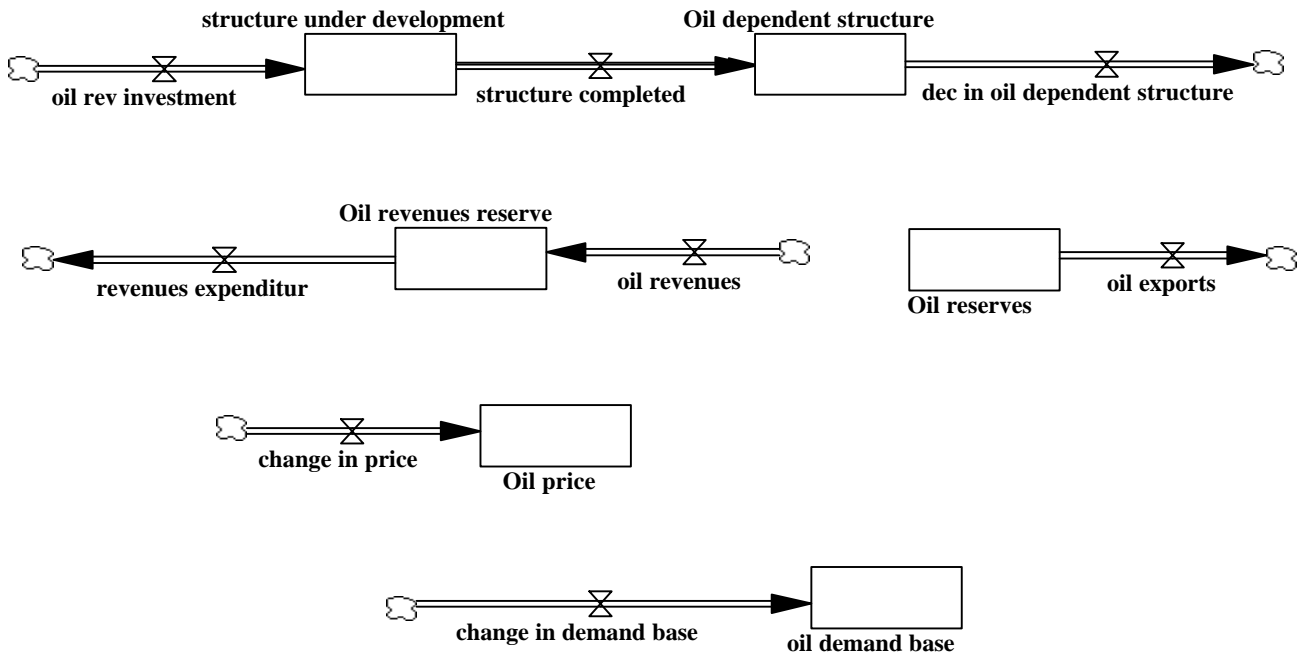 structure under development
Oil dependent structure
oil rev investment
structure completed
dec in oil dependent structure
Oil revenues reserve
revenues expenditur
oil revenues
Oil reserves
oil exports
change in price
Oil price
change in demand base
oil demand base